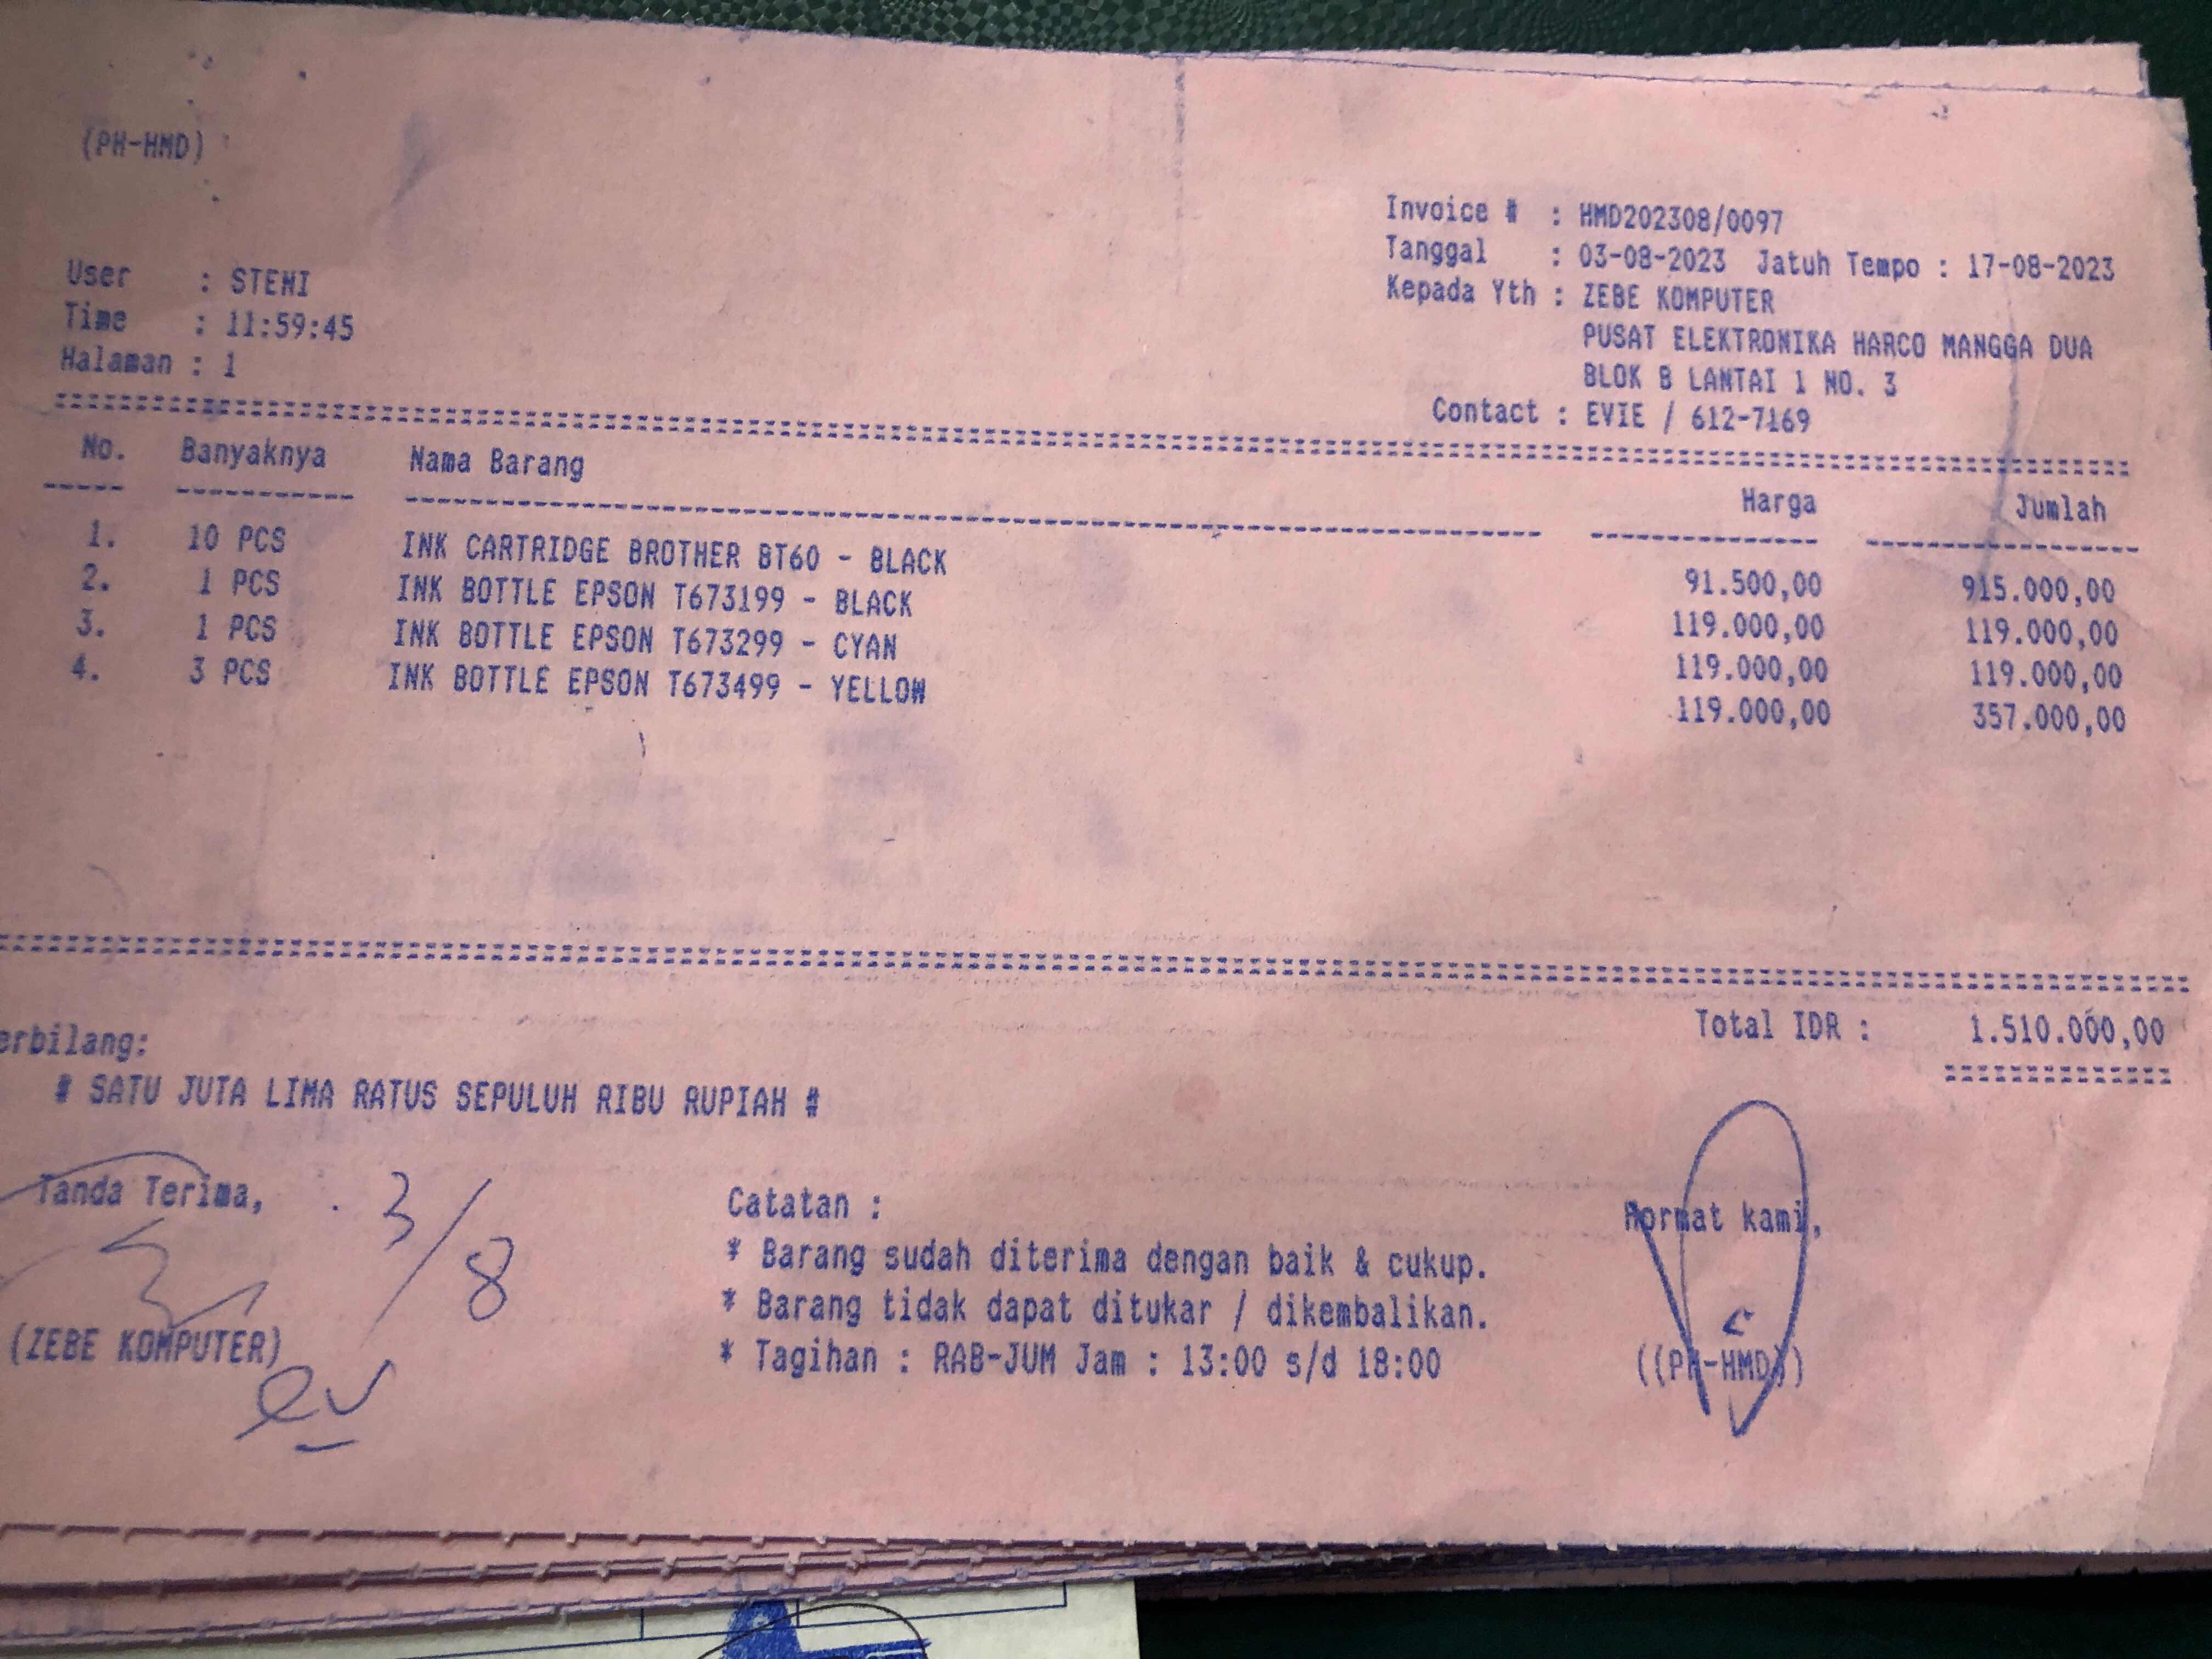 (PH-HMD)
Invoice # : HMD202308/0097
Tanggal : 03-08-2023 Jatuh Tempo : 17-08-2023
Kepada Yth : ZEBE KOMPUTER
PUSAT ELEKTRONIKA HARCO MANGGA DUA
BLOK B LANTAI 1 NO. 3
Contact : EVIE / 612-7169
User : STEHI
Time : 11:59:45
Halaman : 1
No. Banyaknya Nama Barang Harga Jumlah
1. 10 PCS INK CARTRIDGE BROTHER BT60 - BLACK 91.500,00 915.000,00
2. 1 PCS INK BOTTLE EPSON T673199 - BLACK 119.000,00 119.000,00
3. 1 PCS INK BOTTLE EPSON T673299 - CYAN 119.000,00 119.000,00
4. 3 PCS INK BOTTLE EPSON T673499 - YELLOW 119.000,00 357.000,00
Total IDR : 1.510.000,00
erbilang:
# SATU JUTA LIMA RATUS SEPULUH RIBU RUPIAH #
Tanda Terima,
3/8
(ZEBE KOMPUTER)
ev
Catatan :
* Barang sudah diterima dengan baik & cukup.
* Barang tidak dapat ditukar / dikembalikan.
* Tagihan : RAB-JUM Jam : 13:00 s/d 18:00
Hormat kami,
((PH-HMD))